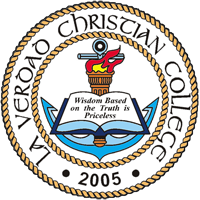 LA VERDAD CHRISTIAN COLLEGE
Wisdom Based
on the Truth is
Priceless
• 2005 •